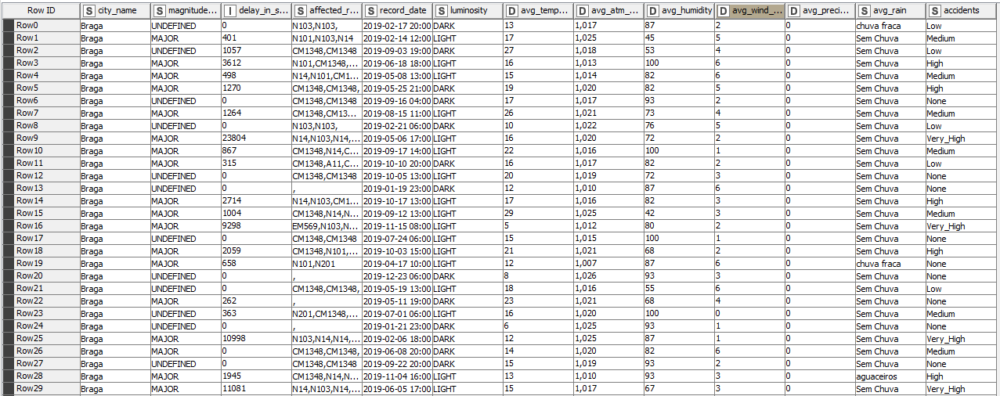 Row ID S city_name S magnitude... I delay_in_s... S affected_r... S record_date S luminosity D avg_temp... D avg_atm_... D avg_humidity D avg_wind_... D avg_preci... S avg_rain S accidents
Row0 Braga UNDEFINED 0 N103,N103, 2019-02-17 20:00 DARK 13 1,017 87 2 0 chuva fraca Low
Row1 Braga MAJOR 401 N101,N103,N14 2019-02-14 12:00 LIGHT 17 1,025 45 5 0 Sem Chuva Medium
Row2 Braga UNDEFINED 1057 CM1348,CM1348 2019-09-03 19:00 DARK 27 1,018 53 4 0 Sem Chuva Low
Row3 Braga MAJOR 3612 N101,CM1348,... 2019-06-18 18:00 LIGHT 16 1,013 100 6 0 Sem Chuva High
Row4 Braga MAJOR 498 N14,N101,CM1... 2019-05-08 13:00 LIGHT 15 1,014 82 6 0 Sem Chuva Medium
Row5 Braga MAJOR 1270 CM1348,CM1348, 2019-05-25 21:00 DARK 19 1,020 82 5 0 Sem Chuva High
Row6 Braga UNDEFINED 0 CM1348,CM1348 2019-09-16 04:00 DARK 17 1,017 93 2 0 Sem Chuva None
Row7 Braga MAJOR 1264 CM1348,CM13... 2019-08-15 11:00 LIGHT 26 1,021 73 4 0 Sem Chuva Medium
Row8 Braga UNDEFINED 0 N103,N103, 2019-02-21 06:00 DARK 10 1,022 76 5 0 Sem Chuva Low
Row9 Braga MAJOR 23804 N14,N103,N14,... 2019-05-06 17:00 LIGHT 16 1,020 72 2 0 Sem Chuva Very_High
Row10 Braga MAJOR 867 CM1348,N14,C... 2019-09-17 14:00 LIGHT 22 1,016 100 1 0 Sem Chuva Medium
Row11 Braga MAJOR 315 CM1348,A11,C... 2019-10-10 20:00 DARK 16 1,017 82 2 0 Sem Chuva Low
Row12 Braga UNDEFINED 0 CM1348,CM1348 2019-10-05 13:00 LIGHT 20 1,019 72 3 0 Sem Chuva None
Row13 Braga UNDEFINED 0 , 2019-01-19 23:00 DARK 12 1,010 87 6 0 Sem Chuva None
Row14 Braga MAJOR 2714 N14,N103,CM1... 2019-10-17 13:00 LIGHT 17 1,016 82 3 0 Sem Chuva High
Row15 Braga MAJOR 1004 CM1348,N14,N... 2019-09-12 13:00 LIGHT 29 1,025 42 3 0 Sem Chuva Medium
Row16 Braga MAJOR 9298 EM569,N103,N... 2019-11-15 08:00 LIGHT 5 1,012 80 2 0 Sem Chuva Very_High
Row17 Braga UNDEFINED 0 CM1348,CM1348 2019-07-24 06:00 LIGHT 15 1,015 100 1 0 Sem Chuva None
Row18 Braga MAJOR 2059 CM1348,N101,... 2019-10-03 15:00 LIGHT 21 1,021 68 2 0 Sem Chuva High
Row19 Braga MAJOR 658 N101,N201 2019-04-17 10:00 LIGHT 12 1,007 87 6 0 chuva fraca None
Row20 Braga UNDEFINED 0 , 2019-12-23 06:00 DARK 8 1,026 93 3 0 Sem Chuva None
Row21 Braga UNDEFINED 0 CM1348,CM1348, 2019-05-19 13:00 LIGHT 18 1,016 55 6 0 Sem Chuva Low
Row22 Braga MAJOR 262 , 2019-05-11 19:00 DARK 23 1,021 68 4 0 Sem Chuva None
Row23 Braga UNDEFINED 363 N201,CM1348,... 2019-07-01 06:00 LIGHT 16 1,020 100 0 0 Sem Chuva Medium
Row24 Braga UNDEFINED 0 , 2019-01-21 23:00 DARK 6 1,025 93 1 0 Sem Chuva None
Row25 Braga MAJOR 10998 N103,N14,N14,... 2019-02-06 18:00 DARK 12 1,025 87 1 0 Sem Chuva Very_High
Row26 Braga MAJOR 0 CM1348,CM1348 2019-06-08 20:00 DARK 14 1,020 82 6 0 Sem Chuva Medium
Row27 Braga UNDEFINED 0 CM1348,CM1348 2019-09-22 20:00 DARK 15 1,019 93 2 0 Sem Chuva None
Row28 Braga MAJOR 1945 CM1348,N14,N... 2019-11-04 16:00 LIGHT 13 1,010 93 3 0 aguaceiros High
Row29 Braga MAJOR 11081 N14,N103,N14,... 2019-06-05 17:00 LIGHT 15 1,017 67 3 0 Sem Chuva Very_High